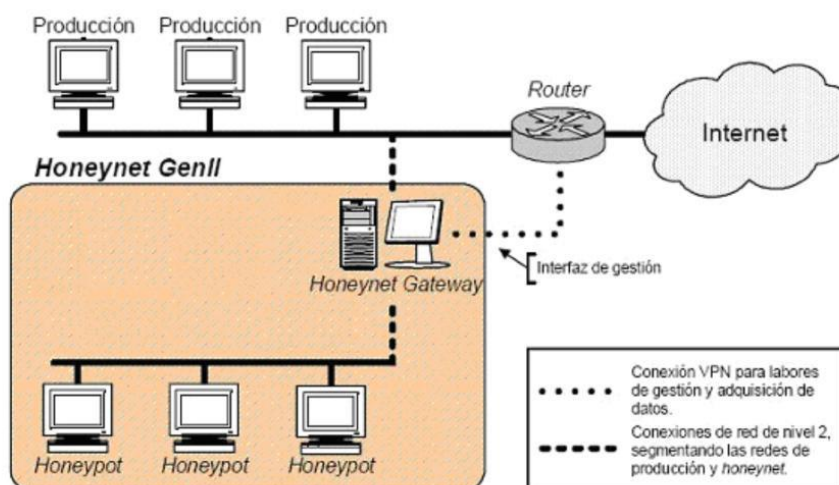 Producción
Producción
Producción
Router
Internet
Honeynet GenII
Honeynet Gateway
Interfaz de gestión
Honeypot
Honeypot
Honeypot
Conexión VPN para labores
de gestión y adquisición de
datos.
Conexiones de red de nivel 2,
segmentando las redes de
producción y honeynet.